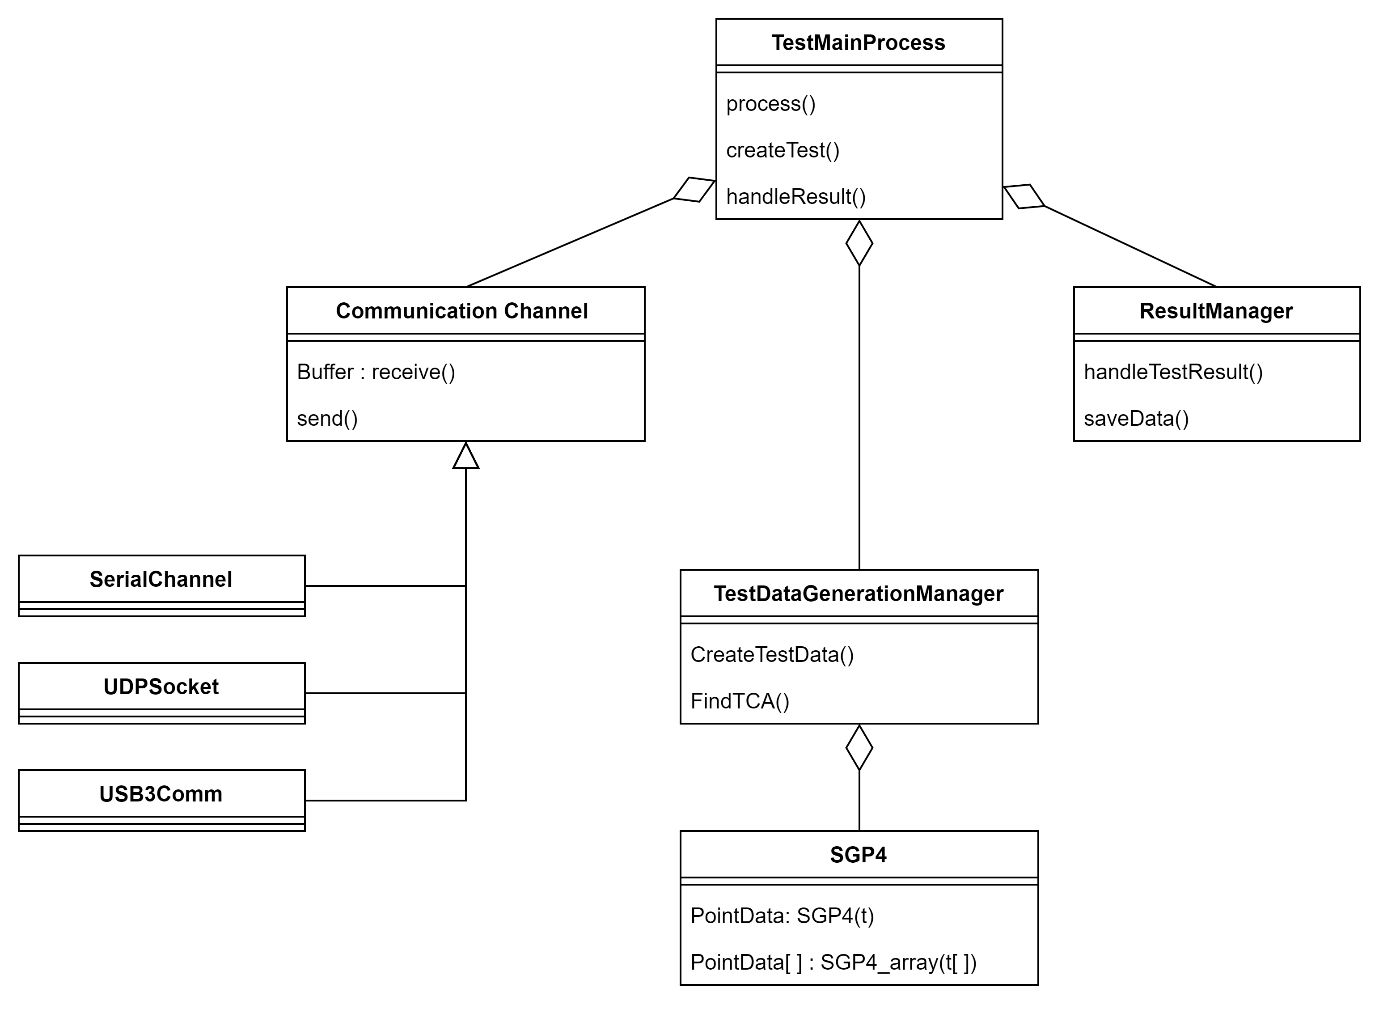 TestMainProcess
process()
createTest()
handleResult()
Communication Channel
Buffer : receive()
send()
ResultManager
handleTestResult()
saveData()
SerialChannel
UDPSocket
USB3Comm
TestDataGenerationManager
CreateTestData()
FindTCA()
SGP4
PointData: SGP4(t)
PointData[ ] : SGP4_array(t[ ])